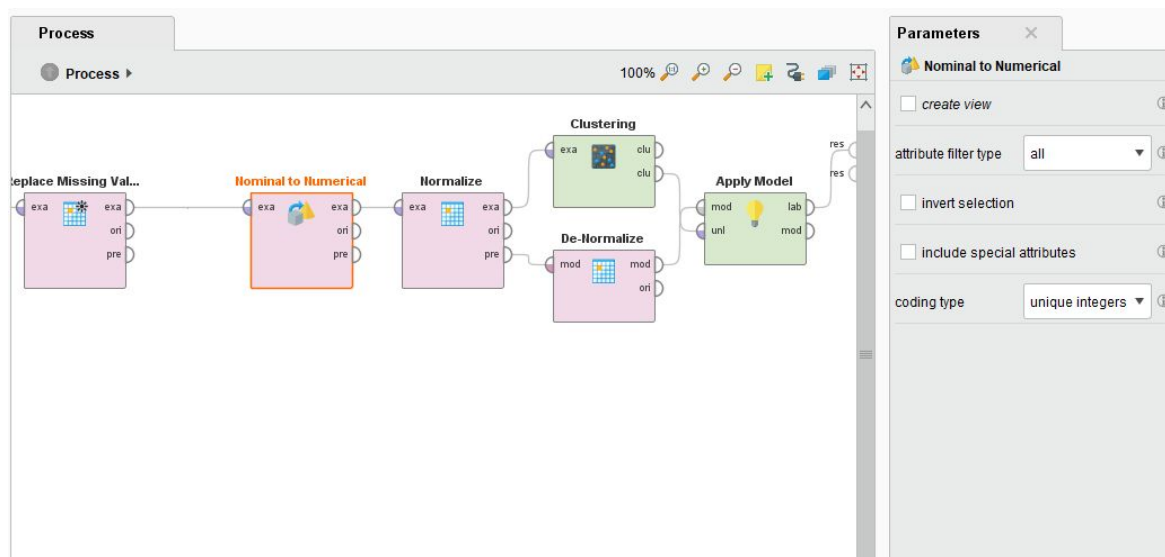 Process
Parameters
Process
100%
Nominal to Numerical
create view
attribute filter type
all
invert selection
include special attributes
coding type
unique integers
eplace Missing Val...
exa
exa
ori
pre
Nominal to Numerical
exa
exa
ori
pre
Normalize
exa
exa
ori
pre
Clustering
exa
clu
clu
De-Normalize
mod
mod
ori
Apply Model
mod
lab
unl
mod
res
res